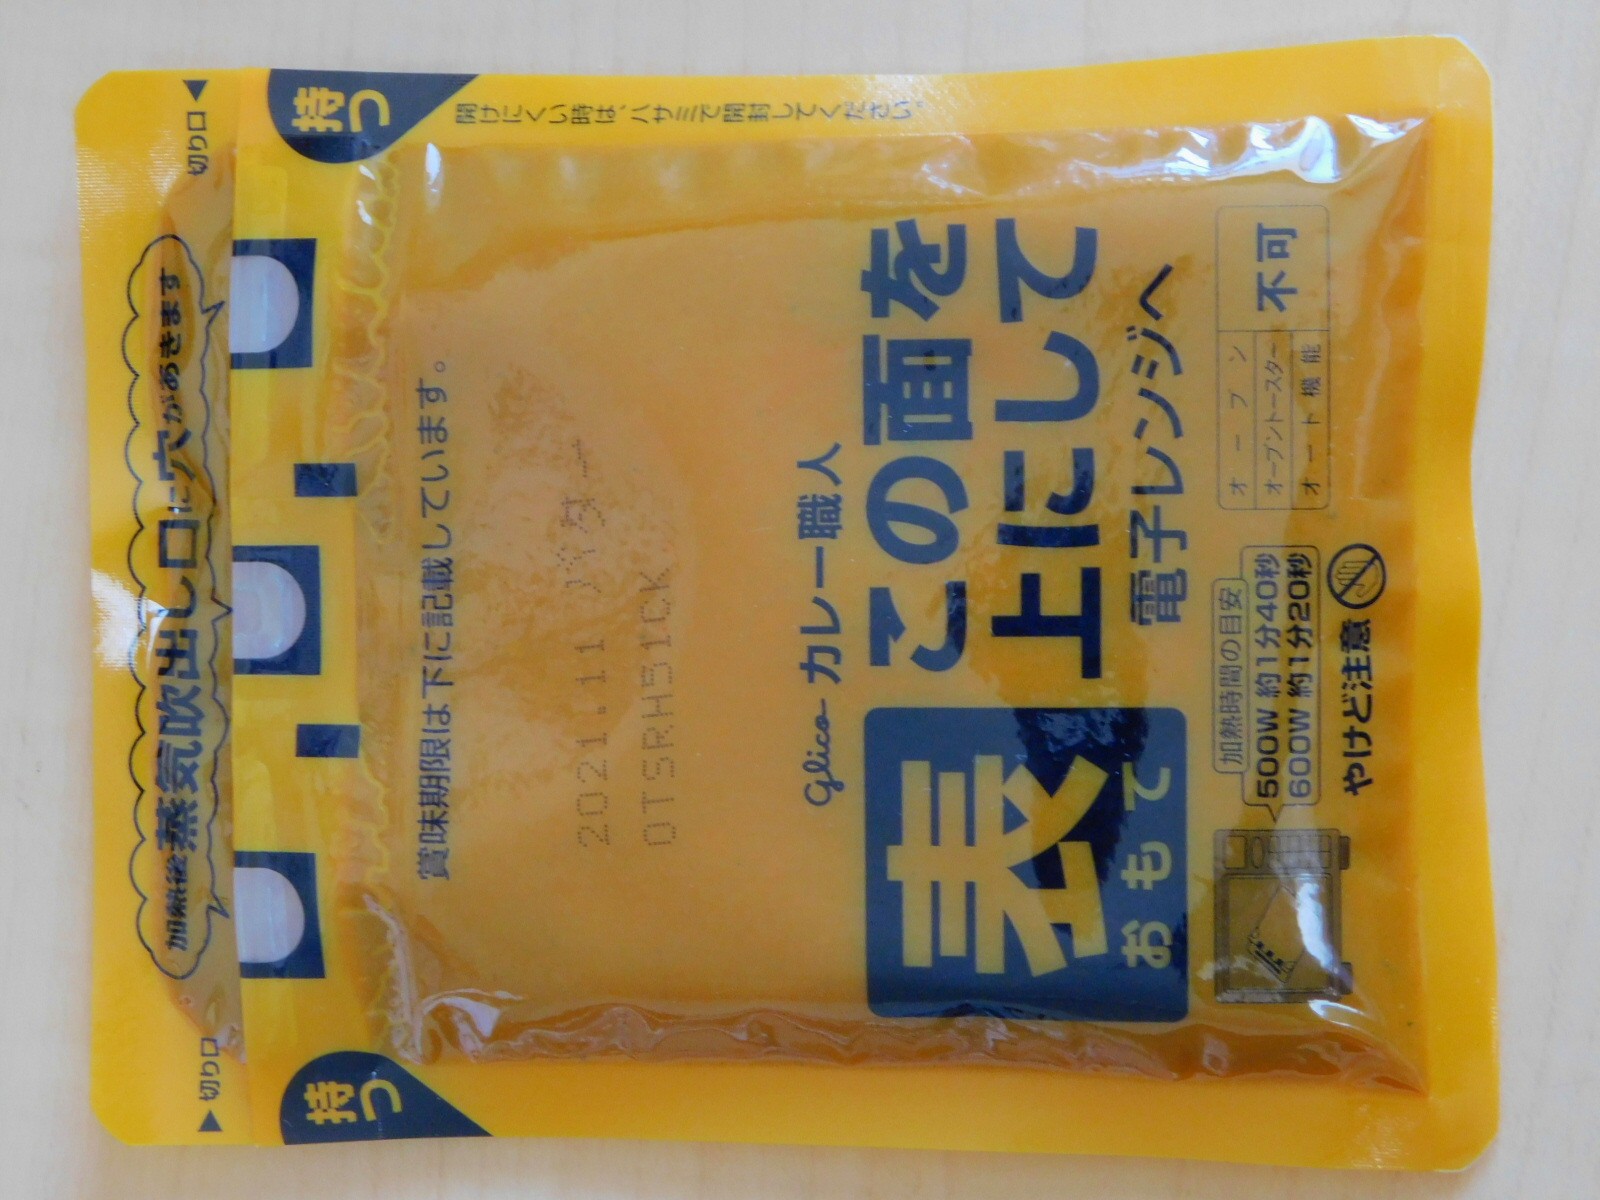 切り口
切り口
加熱後蒸気吹出し口に穴があきます
持つ
持つ
開けにくい時は、ハサミで開封してください。
賞味期限は下に記載しています。
2021.11 バター
OTSRH51CK
glico カレー職人
表
おもて
この面を
上にして
電子レンジへ
加熱時間の目安
500W 約1分40秒
600W 約1分20秒
オーブン
オーブントースター
オート機能
不可
やけど注意